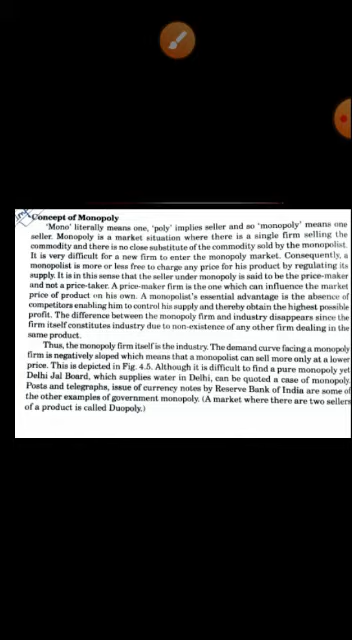 Concept of Monopoly
'Mono' literally means one, 'poly' implies seller and so 'monopoly' means one
seller. Monopoly is a market situation where there is a single firm selling the
commodity and there is no close substitute of the commodity sold by the monopolist.
It is very difficult for a new firm to enter the monopoly market. Consequently, a
monopolist is more or less free to charge any price for his product by regulating its
supply. It is in this sense that the seller under monopoly is said to be the price-maker
and not a price-taker. A price-maker firm is the one which can influence the market
price of product on his own. A monopolist's essential advantage is the absence of
competitors enabling him to control his supply and thereby obtain the highest possible
profit. The difference between the monopoly firm and industry disappears since the
firm itself constitutes industry due to non-existence of any other firm dealing in the
same product.
Thus, the monopoly firm itself is the industry. The demand curve facing a monopoly
firm is negatively sloped which means that a monopolist can sell more only at a lower
price. This is depicted in Fig. 4.5. Although it is difficult to find a pure monopoly yet
Delhi Jal Board, which supplies water in Delhi, can be quoted a case of monopoly.
Posts and telegraphs, issue of currency notes by Reserve Bank of India are some of
the other examples of government monopoly. (A market where there are two sellers
of a product is called Duopoly.)